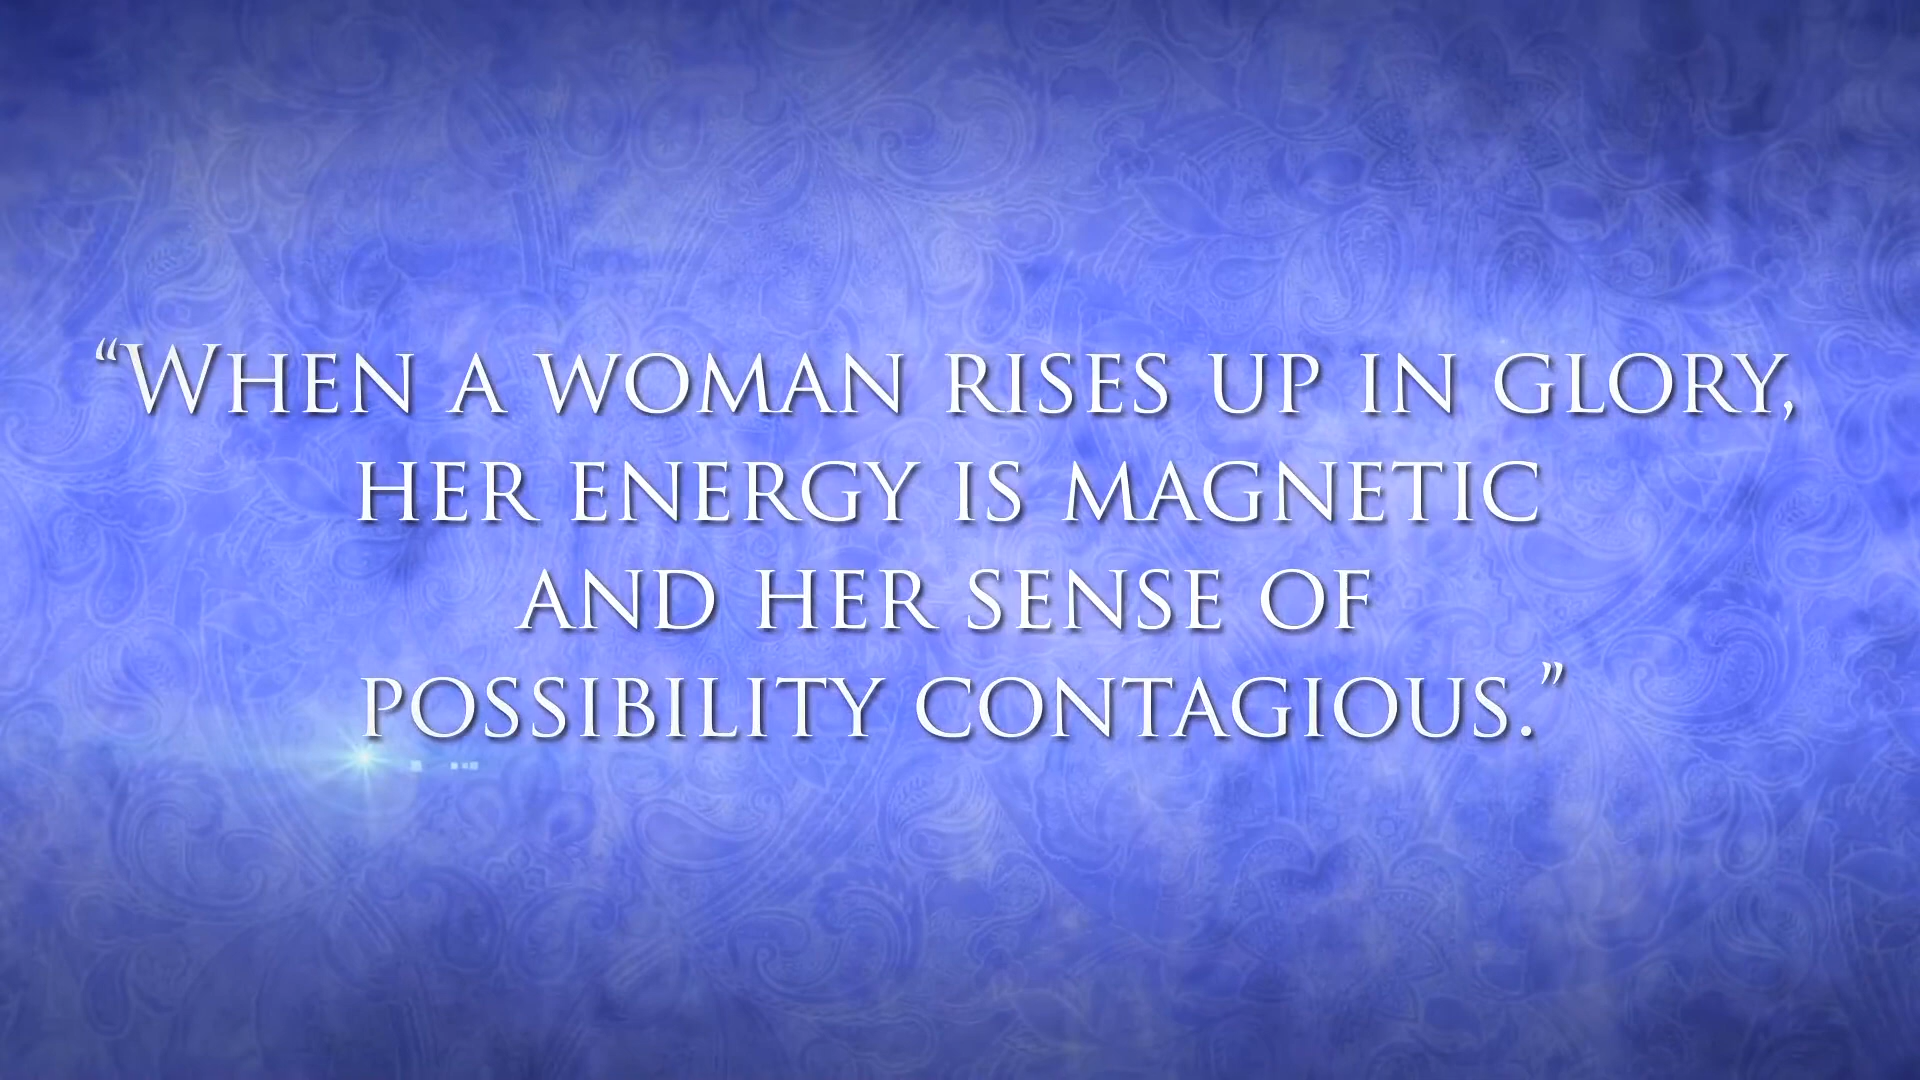 “When a woman rises up in glory,
her energy is magnetic
and her sense of
possibility contagious.”